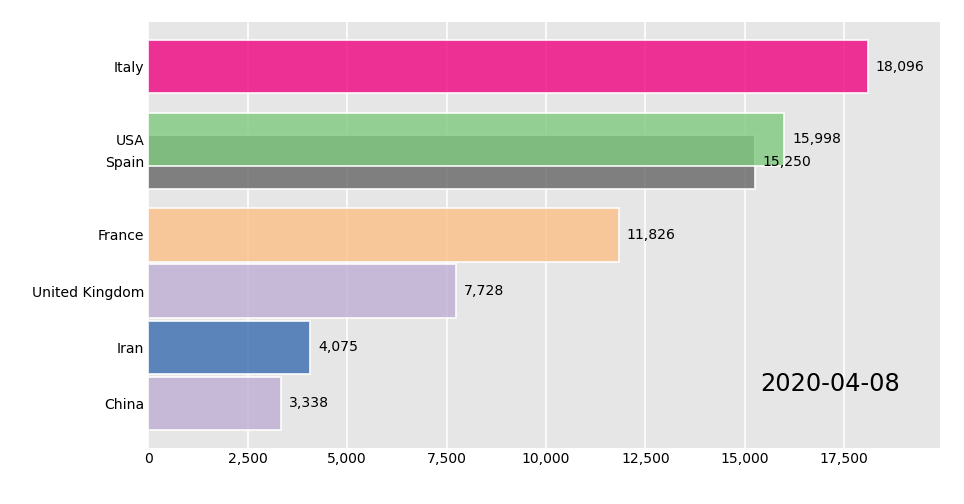 Italy 18,096
USA 15,998
Spain 15,250
France 11,826
United Kingdom 7,728
Iran 4,075
2020-04-08
China 3,338
0 2,500 5,000 7,500 10,000 12,500 15,000 17,500